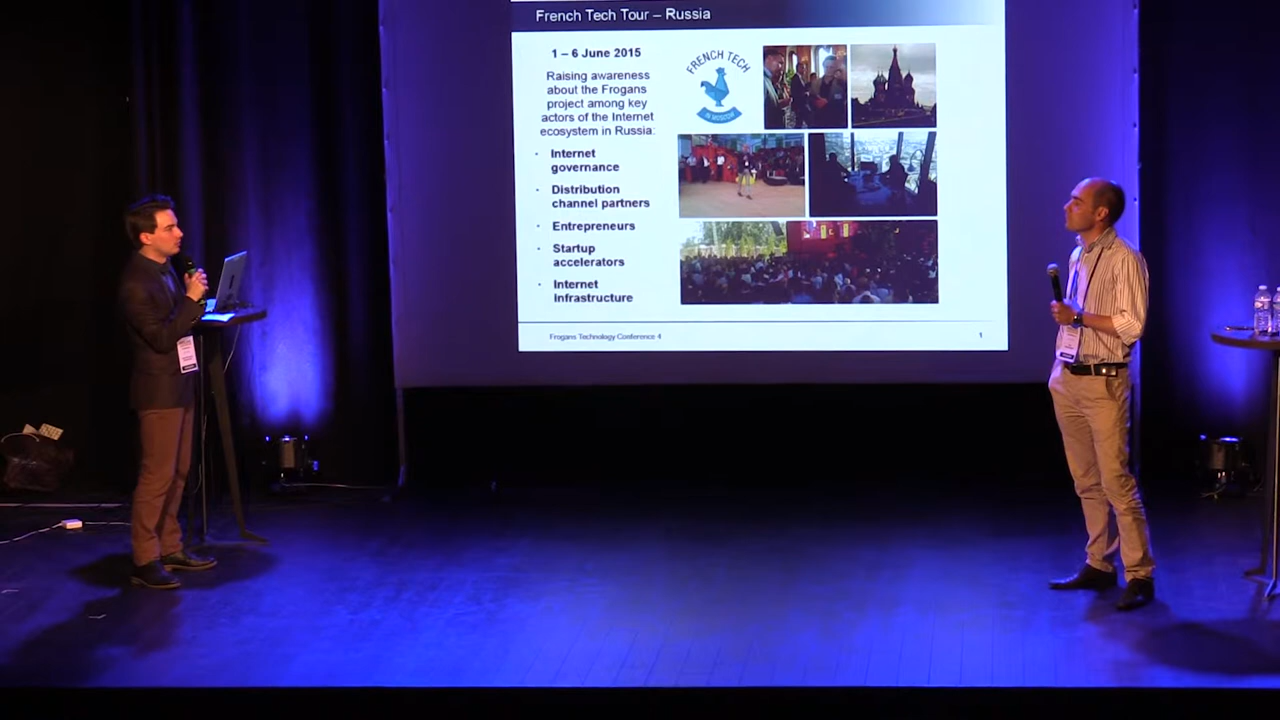 French Tech Tour – Russia
1 – 6 June 2015
Raising awareness
about the Frogans
project among key
actors of the Internet
ecosystem in Russia:
· Internet
governance
· Distribution
channel partners
· Entrepreneurs
· Startup
accelerators
· Internet
Infrastructure
FRENCH TECH
IN MOSCOW
Frogans Technology Conference 4
1